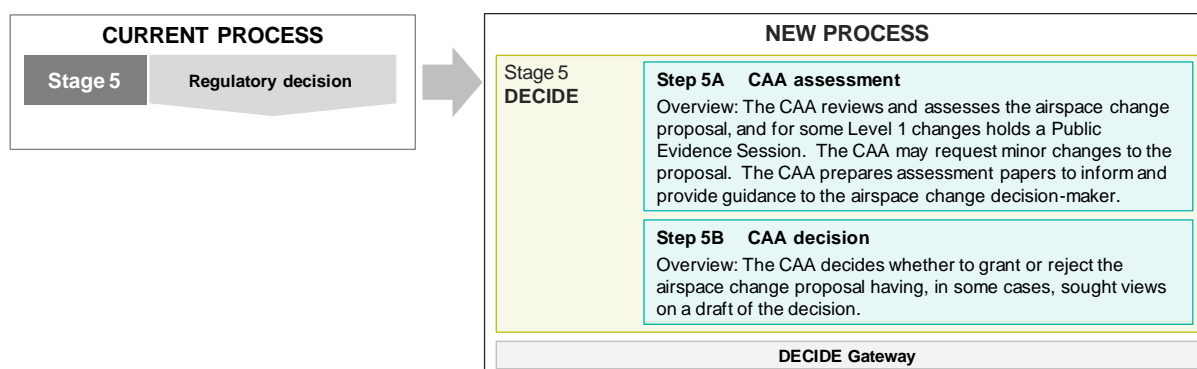 CURRENT PROCESS
Stage 5
Regulatory decision
NEW PROCESS
Stage 5
DECIDE
Step 5A CAA assessment
Overview: The CAA reviews and assesses the airspace change
proposal, and for some Level 1 changes holds a Public
Evidence Session. The CAA may request minor changes to the
proposal. The CAA prepares assessment papers to inform and
provide guidance to the airspace change decision-maker.
Step 5B CAA decision
Overview: The CAA decides whether to grant or reject the
airspace change proposal having, in some cases, sought views
on a draft of the decision.
DECIDE Gateway